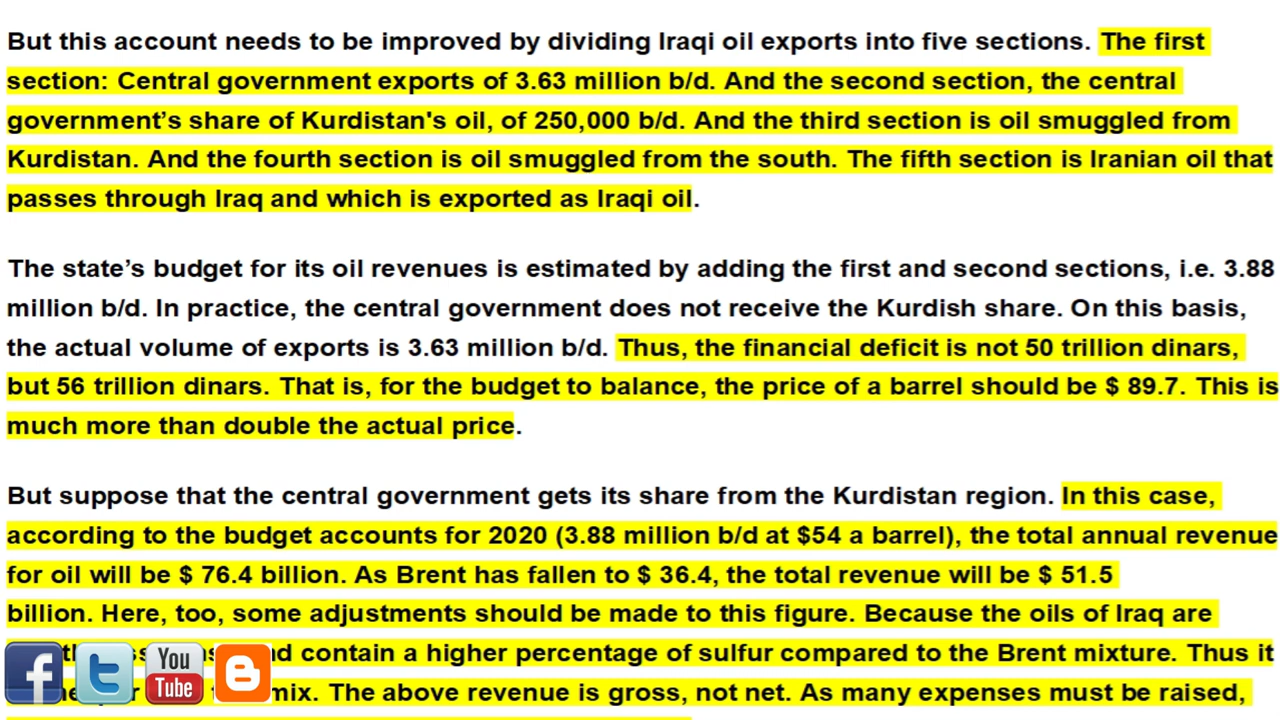 But this account needs to be improved by dividing Iraqi oil exports into five sections. The first
section: Central government exports of 3.63 million b/d. And the second section, the central
government’s share of Kurdistan's oil, of 250,000 b/d. And the third section is oil smuggled from
Kurdistan. And the fourth section is oil smuggled from the south. The fifth section is Iranian oil that
passes through Iraq and which is exported as Iraqi oil.
The state’s budget for its oil revenues is estimated by adding the first and second sections, i.e. 3.88
million b/d. In practice, the central government does not receive the Kurdish share. On this basis,
the actual volume of exports is 3.63 million b/d. Thus, the financial deficit is not 50 trillion dinars,
but 56 trillion dinars. That is, for the budget to balance, the price of a barrel should be $ 89.7. This is
much more than double the actual price.
But suppose that the central government gets its share from the Kurdistan region. In this case,
according to the budget accounts for 2020 (3.88 million b/d at $54 a barrel), the total annual revenue
for oil will be $ 76.4 billion. As Brent has fallen to $ 36.4, the total revenue will be $ 51.5
billion. Here, too, some adjustments should be made to this figure. Because the oils of Iraq are
contain a higher percentage of sulfur compared to the Brent mixture. Thus it
mix. The above revenue is gross, not net. As many expenses must be raised,
You
Tube